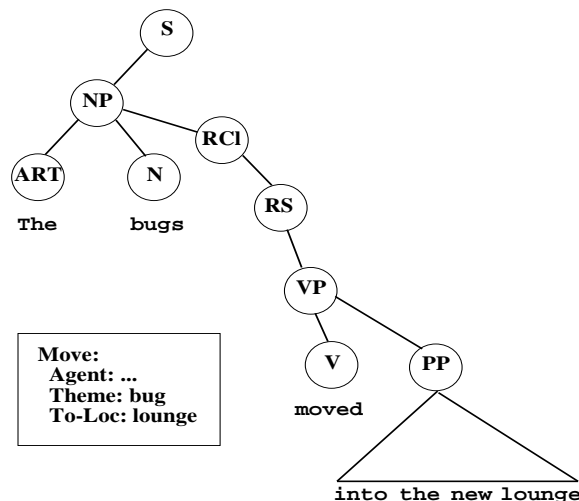 S
NP
RCl
ART
N
The
bugs
RS
VP
V
PP
moved
Move:
Agent: ...
Theme: bug
To-Loc: lounge
into the new lounge